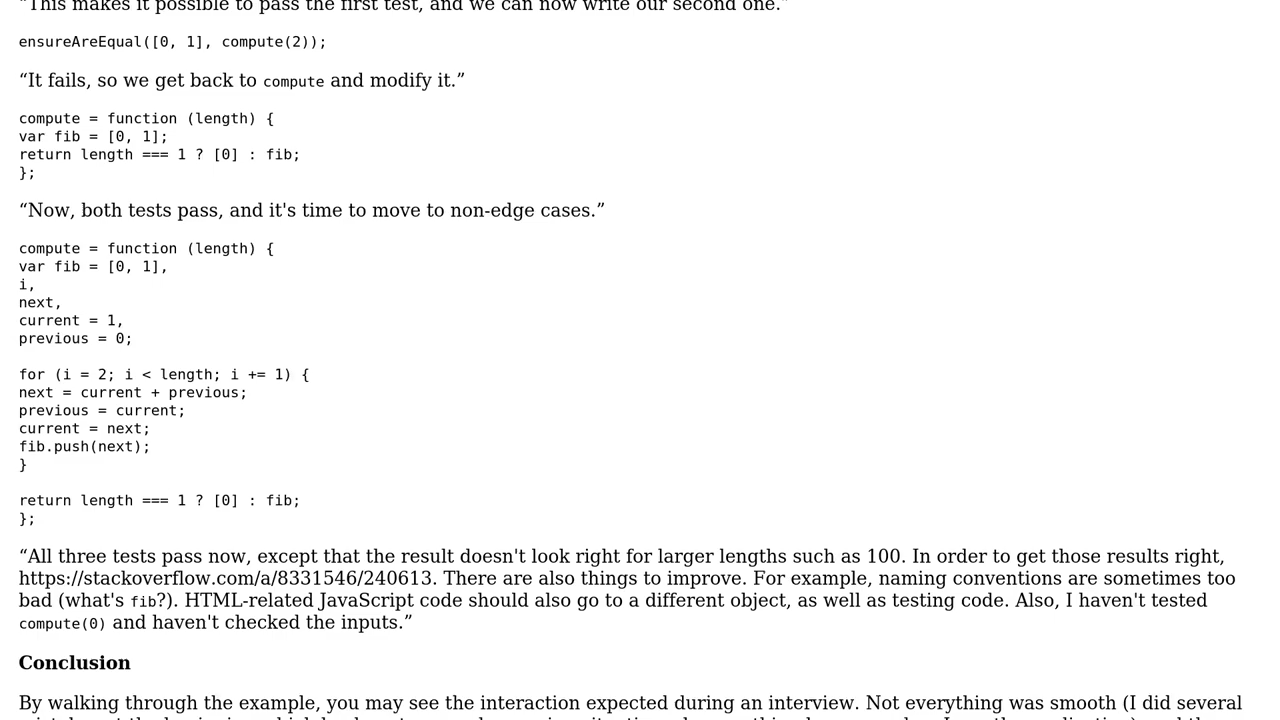 “This makes it possible to pass the first test, and we can now write our second one.”
ensureAreEqual([0, 1], compute(2));
“It fails, so we get back to compute and modify it.”
compute = function (length) {
var fib = [0, 1];
return length === 1 ? [0] : fib;
};
“Now, both tests pass, and it's time to move to non-edge cases.”
compute = function (length) {
var fib = [0, 1],
i,
next,
current = 1,
previous = 0;
for (i = 2; i < length; i += 1) {
next = current + previous;
previous = current;
current = next;
fib.push(next);
}
return length === 1 ? [0] : fib;
};
“All three tests pass now, except that the result doesn't look right for larger lengths such as 100. In order to get those results right,
https://stackoverflow.com/a/8331546/240613. There are also things to improve. For example, naming conventions are sometimes too
bad (what's fib?). HTML-related JavaScript code should also go to a different object, as well as testing code. Also, I haven't tested
compute(0) and haven't checked the inputs.”
Conclusion
By walking through the example, you may see the interaction expected during an interview. Not everything was smooth (I did several